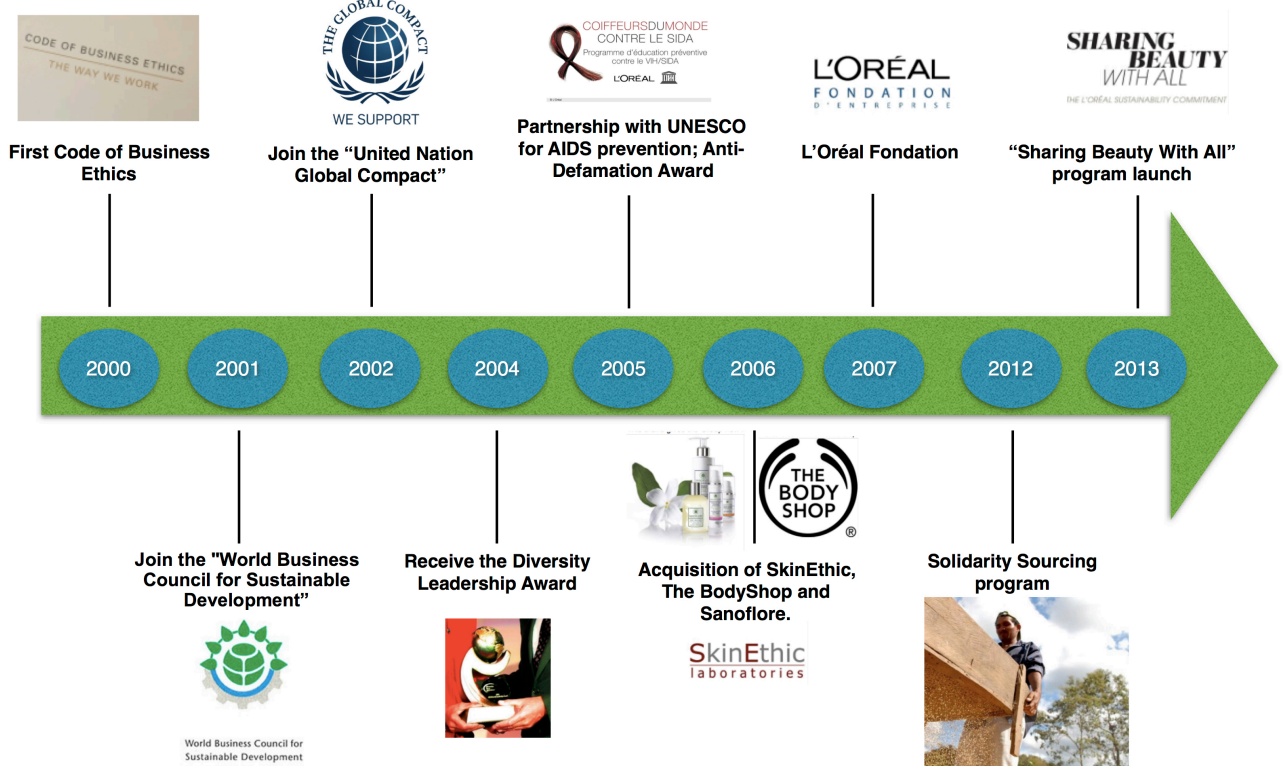 CODE OF BUSINESS ETHICS
THE WAY WE WORK
First Code of Business
Ethics
THE GLOBAL COMPACT
WE SUPPORT
Join the “United Nation
Global Compact”
COIFFEURSDUMONDE
CONTRE LE SIDA
Programme d'éducation préventive
contre le VIH/SIDA
L'ORÉAL
Partnership with UNESCO
for AIDS prevention; Anti-
Defamation Award
L'ORÉAL
FONDATION
D'ENTREPRISE
L’Oréal Fondation
SHARING
BEAUTY
WITH ALL
THE L'ORÉAL SUSTAINABILITY COMMITMENT
“Sharing Beauty With All”
program launch
2000
2001
2002
2004
2005
2006
2007
2012
2013
Join the "World Business
Council for Sustainable
Development”
World Business Council for
Sustainable Development
Receive the Diversity
Leadership Award
THE
BODY
SHOP
®
Acquisition of SkinEthic,
The BodyShop and
Sanoflore.
SkinEthic
laboratories
Solidarity Sourcing
program